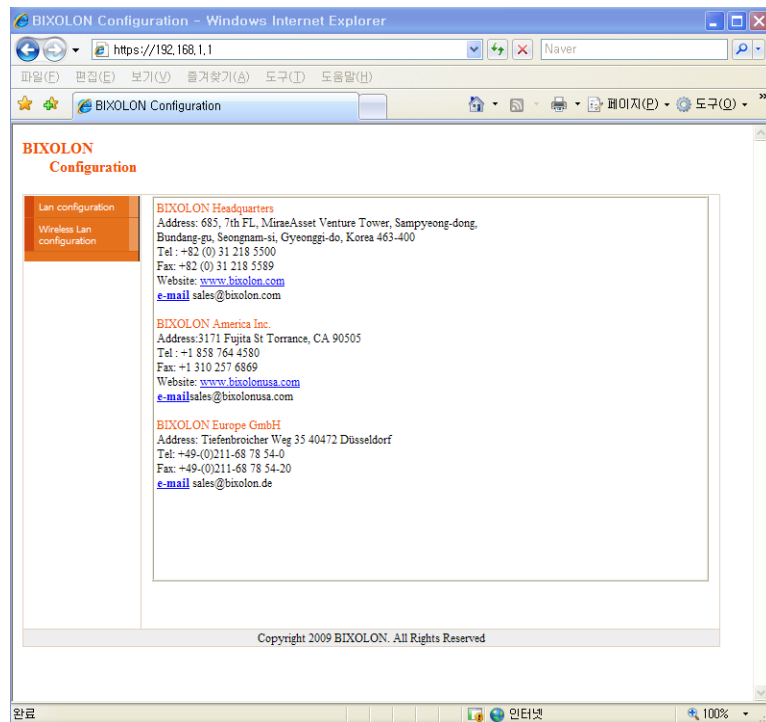 BIXOLON Configuration - Windows Internet Explorer
https://192.168.1.1
Naver
파일(F) 편집(E) 보기(V) 즐겨찾기(A) 도구(T) 도움말(H)
BIXOLON Configuration
페이지(P)
도구(O)
»
BIXOLON
Configuration
Lan configuration
Wireless Lan
configuration
BIXOLON Headquarters
Address: 685, 7th FL, MiraeAsset Venture Tower, Sampyeong-dong,
Bundang-gu, Seongnam-si, Gyeonggi-do, Korea 463-400
Tel : +82 (0) 31 218 5500
Fax: +82 (0) 31 218 5589
Website: www.bixolon.com
e-mail sales@bixolon.com
BIXOLON America Inc.
Address:3171 Fujita St Torrance, CA 90505
Tel : +1 858 764 4580
Fax: +1 310 257 6869
Website: www.bixolonusa.com
e-mailsales@bixolonusa.com
BIXOLON Europe GmbH
Address: Tiefenbroicher Weg 35 40472 Düsseldorf
Tel: +49-(0)211-68 78 54-0
Fax: +49-(0)211-68 78 54-20
e-mail sales@bixolon.de
Copyright 2009 BIXOLON. All Rights Reserved
완료
인터넷
100%